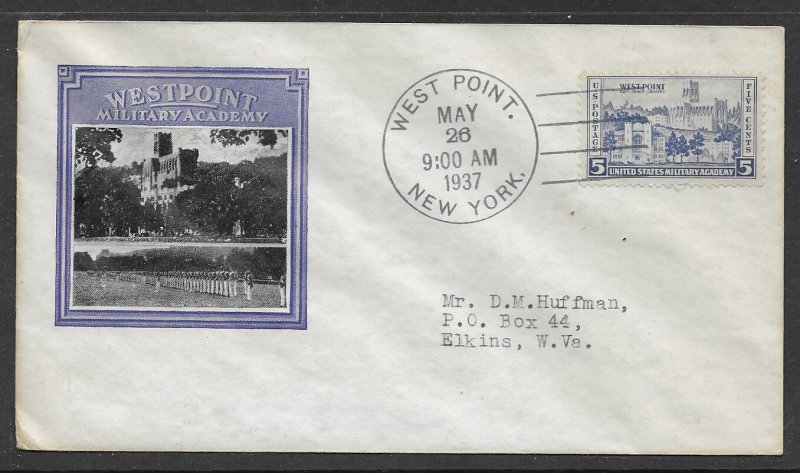 WESTPOINT
MILITARY ACADEMY
WEST POINT.
MAY
26
9:00 AM
1937
NEW YORK.
WEST POINT
U.S. POSTAGE
FIVE CENTS
5 UNITED STATES MILITARY ACADEMY 5
Mr. D.M.Huffman,
P.O. Box 44,
Elkins, W.Va.